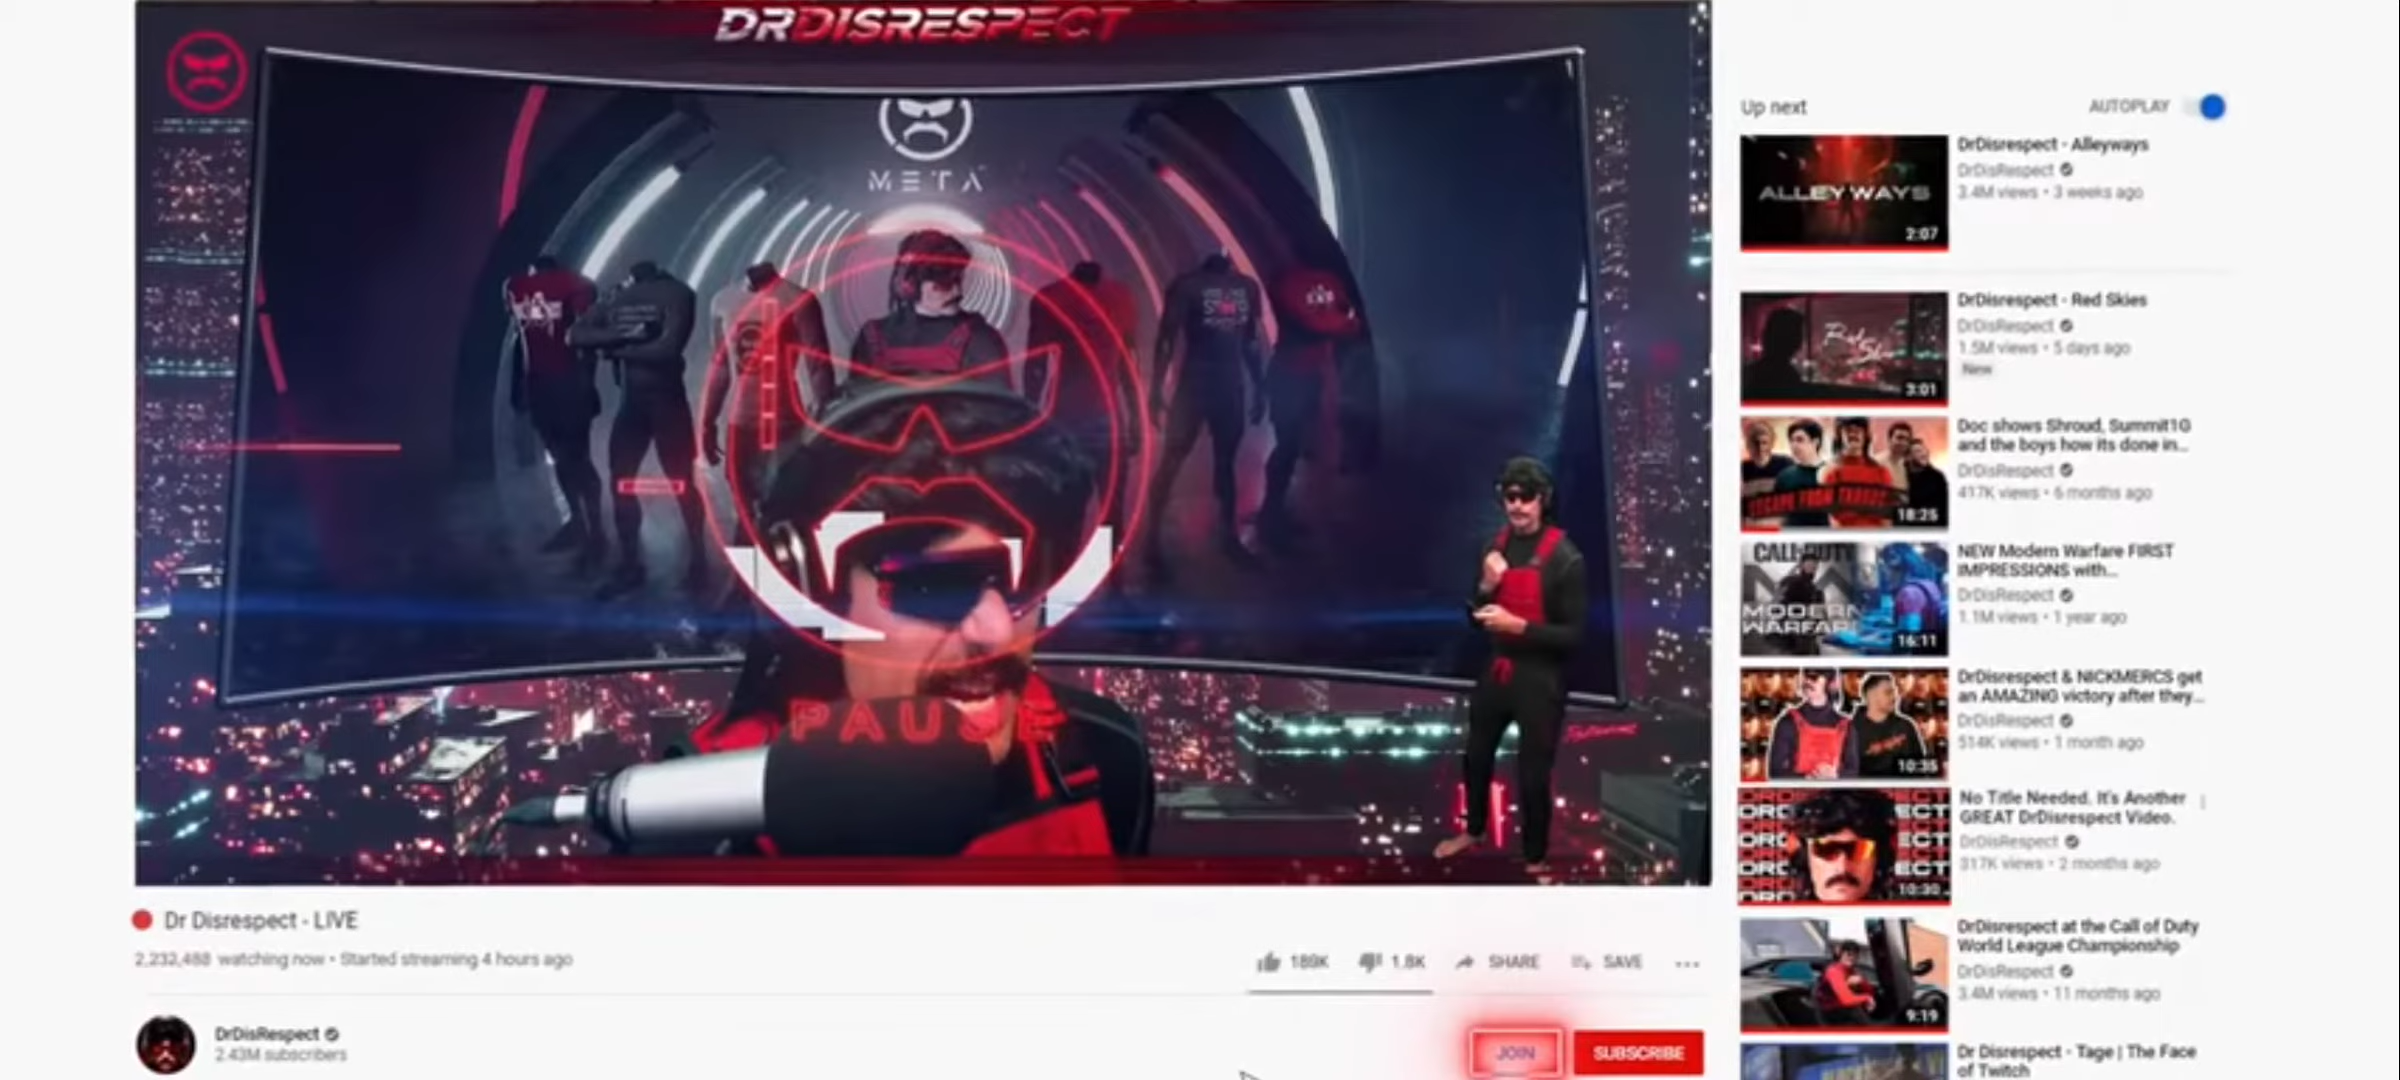 DRDISRESPECT
META
PAUSE
Dr Disrespect - LIVE
2,232,488 watching now • Started streaming 4 hours ago
189K
1.8K
SHARE
SAVE
DrDisRespect
2.43M subscribers
JOIN
SUBSCRIBE
Up next
AUTOPLAY
ALLEYWAYS
2:07
DrDisrespect - Alleyways
DrDisRespect
3.4M views • 3 weeks ago
3:01
DrDisrespect - Red Skies
DrDisRespect
1.5M views • 5 days ago
New
ESCAPE FROM TARKOV
18:25
Doc shows Shroud, Summit1G
and the boys how its done in...
DrDisRespect
417K views • 6 months ago
CALL DUTY
MODERN
WARFAR
16:11
NEW Modern Warfare FIRST
IMPRESSIONS with...
DrDisRespect
1.1M views • 1 year ago
10:35
DrDisrespect & NICKMERCS get
an AMAZING victory after they...
DrDisRespect
514K views • 1 month ago
10:30
No Title Needed. It's Another
GREAT DrDisrespect Video.
DrDisRespect
317K views • 2 months ago
9:19
DrDisrespect at the Call of Duty
World League Championship
DrDisRespect
3.4M views • 11 months ago
Dr Disrespect - Tage | The Face
of Twitch